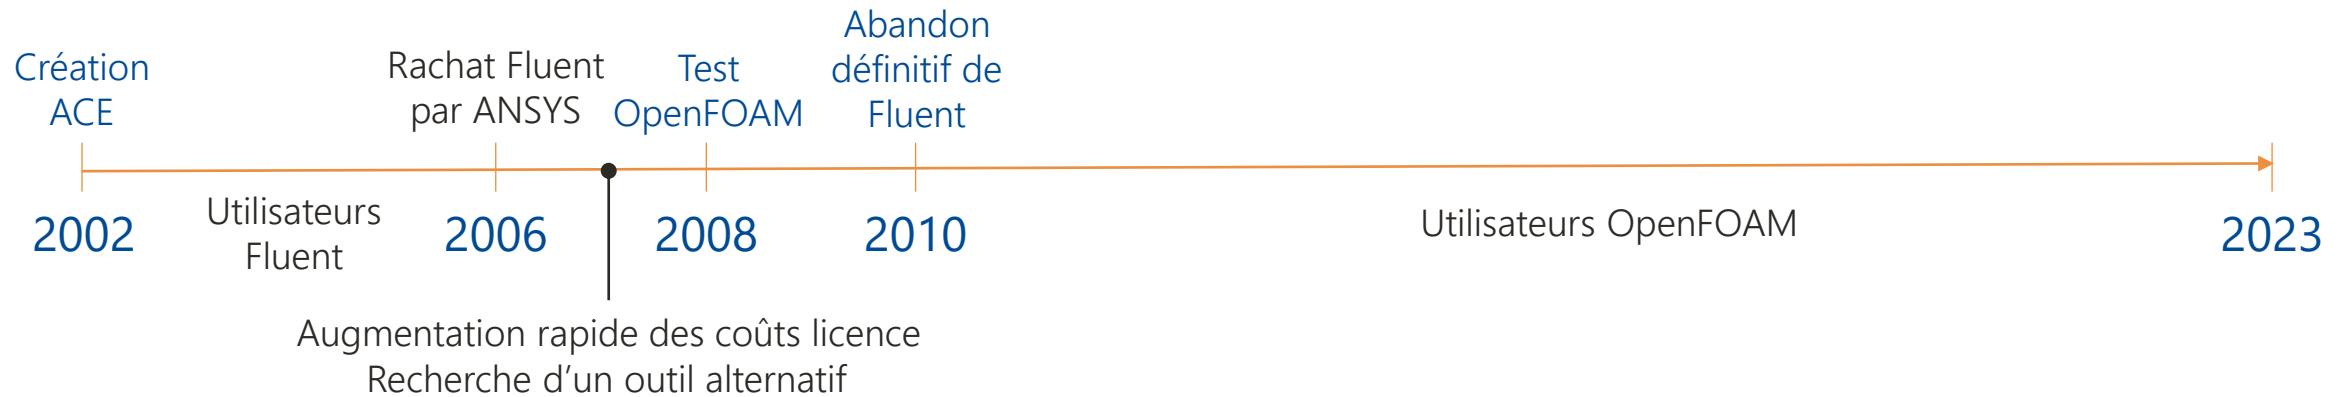 Création
ACE
Rachat Fluent
par ANSYS
Test
OpenFOAM
Abandon
définitif de
Fluent
2002
Utilisateurs
Fluent
2006
2008
2010
Utilisateurs OpenFOAM
2023
Augmentation rapide des coûts licence
Recherche d’un outil alternatif